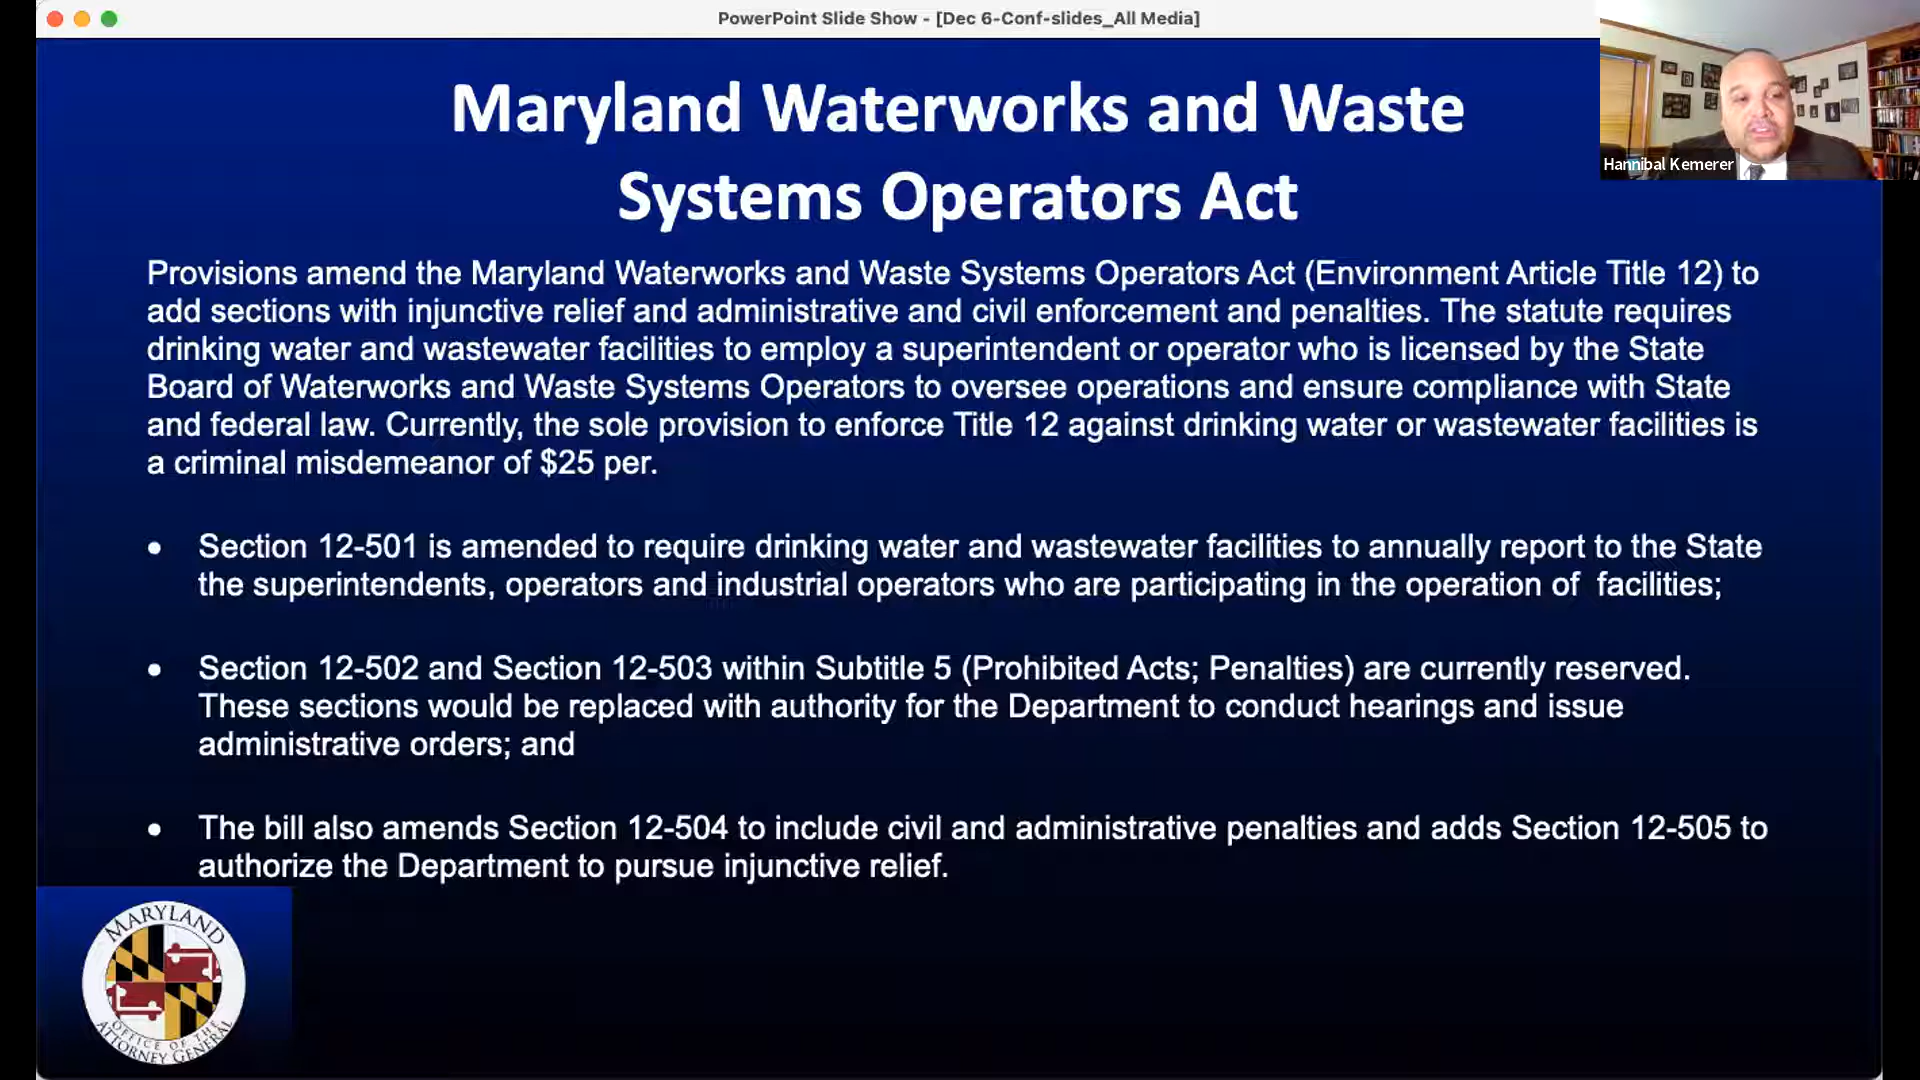 PowerPoint Slide Show - [Dec 6-Conf-slides_All Media]
Maryland Waterworks and Waste
Systems Operators Act
Hannibal Kemerer
Provisions amend the Maryland Waterworks and Waste Systems Operators Act (Environment Article Title 12) to
add sections with injunctive relief and administrative and civil enforcement and penalties. The statute requires
drinking water and wastewater facilities to employ a superintendent or operator who is licensed by the State
Board of Waterworks and Waste Systems Operators to oversee operations and ensure compliance with State
and federal law. Currently, the sole provision to enforce Title 12 against drinking water or wastewater facilities is
a criminal misdemeanor of $25 per.
• Section 12-501 is amended to require drinking water and wastewater facilities to annually report to the State
the superintendents, operators and industrial operators who are participating in the operation of facilities;
• Section 12-502 and Section 12-503 within Subtitle 5 (Prohibited Acts; Penalties) are currently reserved.
These sections would be replaced with authority for the Department to conduct hearings and issue
administrative orders; and
• The bill also amends Section 12-504 to include civil and administrative penalties and adds Section 12-505 to
authorize the Department to pursue injunctive relief.
MARYLAND
OFFICE OF THE
ATTORNEY GENERAL